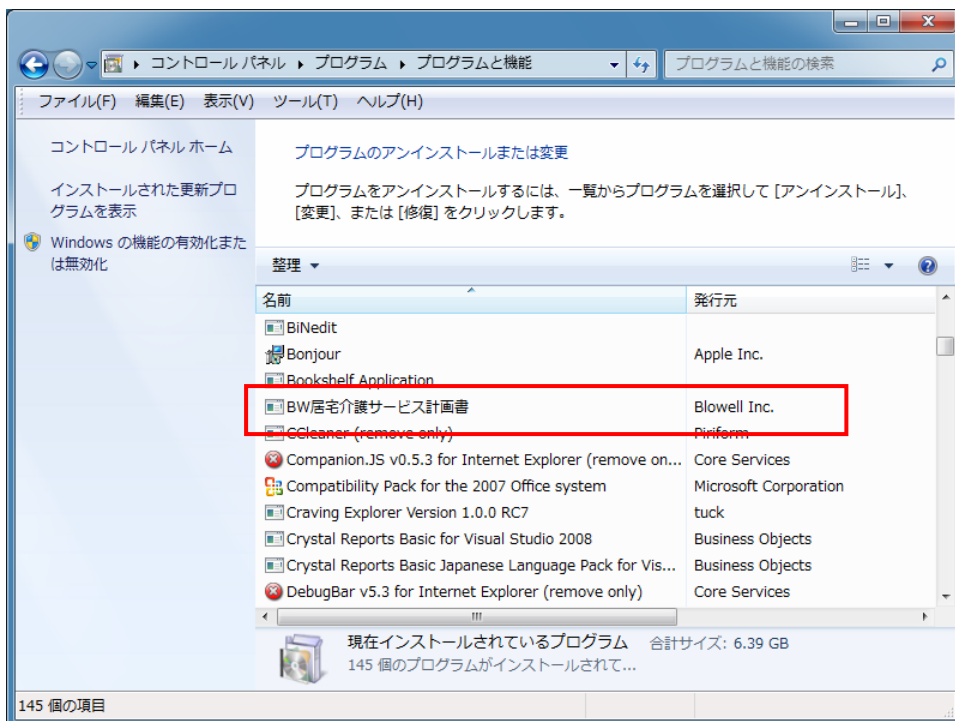 コントロール パネル プログラム プログラムと機能
プログラムと機能の検索
ファイル(F) 編集(E) 表示(V) ツール(T) ヘルプ(H)
コントロール パネル ホーム
インストールされた更新プロ
グラムを表示
Windows の機能の有効化また
は無効化
プログラムのアンインストールまたは変更
プログラムをアンインストールするには、一覧からプログラムを選択して [アンインストール]、
[変更]、または [修復] をクリックします。
整理
名前 発行元
BiNedit
Bonjour Apple Inc.
Bookshelf Application
BW居宅介護サービス計画書 Blowell Inc.
CCleaner (remove only) Piriform
Companion.JS v0.5.3 for Internet Explorer (remove on... Core Services
Compatibility Pack for the 2007 Office system Microsoft Corporation
Craving Explorer Version 1.0.0 RC7 tuck
Crystal Reports Basic for Visual Studio 2008 Business Objects
Crystal Reports Basic Japanese Language Pack for Vis... Business Objects
DebugBar v5.3 for Internet Explorer (remove only) Core Services
現在インストールされているプログラム 合計サイズ: 6.39 GB
145 個のプログラムがインストールされて...
145 個の項目